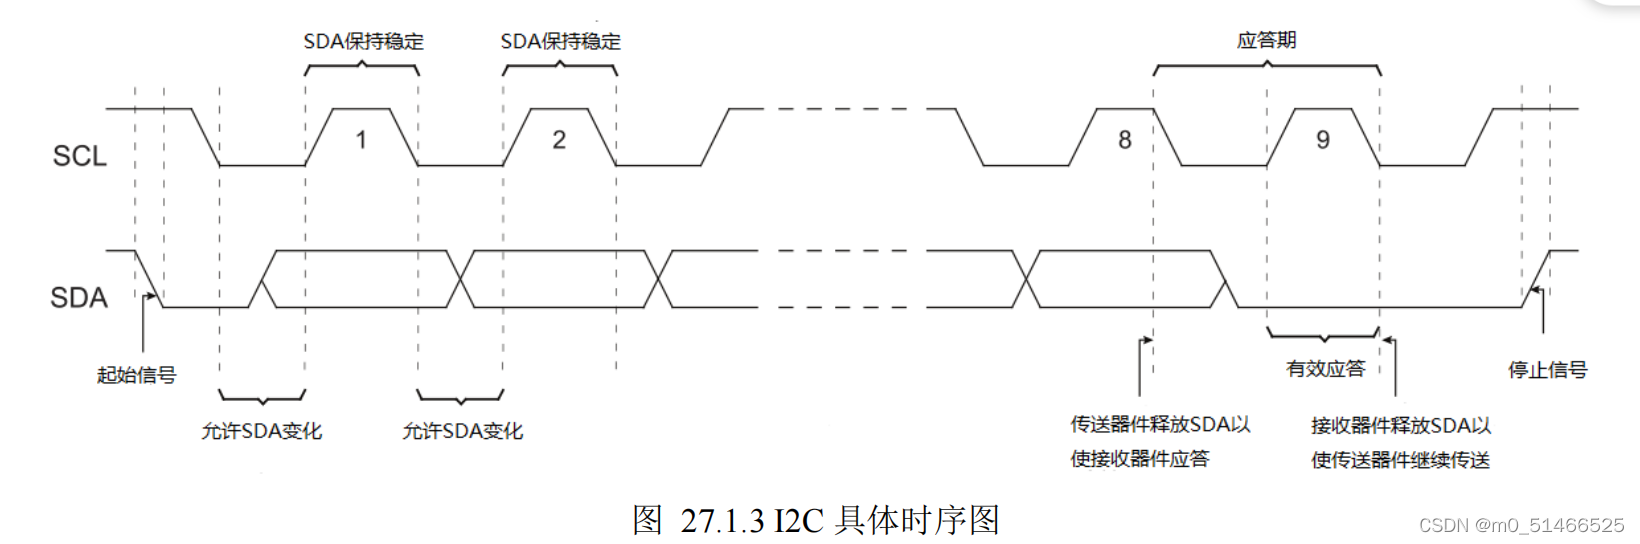 SDA保持稳定
SDA保持稳定
应答期
SCL
1
2
8
9
SDA
起始信号
有效应答
停止信号
允许SDA变化
允许SDA变化
传送器件释放SDA以
使接收器件应答
接收器件释放SDA以
使传送器件继续传送
图 27.1.3 I2C 具体时序图
CSDN @m0_51466525